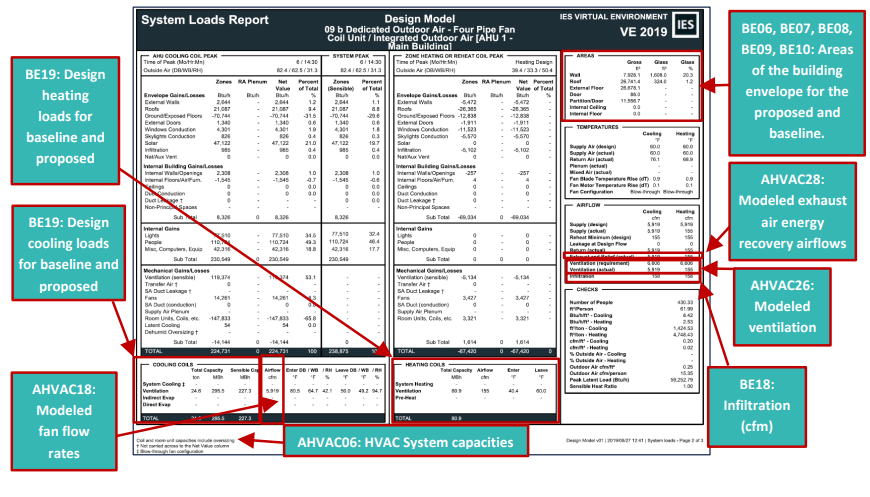 System Loads Report
Design Model
09 b Dedicated Outdoor Air - Four Pipe Fan
Coil Unit / Integrated Outdoor Air [AHU 1 -
Main Building]
IES VIRTUAL ENVIRONMENT
VE 2019
IES
BE19: Design
heating
loads for
baseline and
proposed
BE19: Design
cooling loads
for baseline and
proposed
AHVAC18:
Modeled
fan flow
rates
AHU COOLING COIL PEAK
SYSTEM PEAK
Time of Peak (Mo/Hr:Mn) 6 / 14:30 6 / 14:30
Outside Air (DB/WB/RH) 82.4 / 62.5 / 31.3 82.4 / 62.5 / 31.3
Zones RA Plenum Net Percent Zones Percent
Value of Total (Sensible) of Total
Envelope Gains/Losses Btu/h Btu/h Btu/h % Btu/h %
External Walls 2,644 - 2,644 1.2 2,644 1.1
Roofs 21,087 - 21,087 9.4 21,087 8.8
Ground/Exposed Floors -70,744 - -70,744 -31.5 -70,744 -29.6
External Doors 1,340 - 1,340 0.6 1,340 0.6
Windows Conduction 4,301 - 4,301 1.9 4,301 1.8
Skylights Conduction 826 - 826 0.4 826 0.3
Solar 47,122 - 47,122 21.0 47,122 19.7
Infiltration 985 - 985 0.4 985 0.4
Nat/Aux Vent 0 - 0 0.0 0 0.0
Internal Building Gains/Losses
Internal Walls/Openings 2,308 - 2,308 1.0 2,308 1.0
Internal Floors/Air/Furn. -1,545 - -1,545 -0.7 -1,545 -0.6
Ceilings 0 - 0 0.0 0 0.0
Duct Conduction 0 - 0 0.0 0 0.0
Duct Leakage †
Non-Principal Spaces
Sub Total 8,326 0 8,326 8,326
Internal Gains
Lights 77,510 34.5 77,510 32.4
People 110,724 - 110,724 49.3 110,724 46.4
Misc, Computers, Equip 42,316 - 42,316 18.8 42,316 17.7
Sub Total 230,549 0 230,549 230,549
Mechanical Gains/Losses
Ventilation (sensible) 119,374 53.1
Transfer Air † 0
SA Duct Leakage †
Fans 14,261
SA Duct (conduction) 0
Supply Air Plenum
Room Units, Coils, etc. -147,833 -147,833 -65.8
Latent Cooling 54 54 0.0
Dehumid Oversizing †
Sub Total -14,144 0 -14,144 0
TOTAL 224,731 0 224,731 100 238,875
ZONE HEATING OR REHEAT COIL PEAK
Time of Peak (Mo/Hr:Mn) Heating Design
Outside Air (DB/WB/RH) 39.4 / 33.3 / 50.4
Zones RA Plenum Net Percent
Value of Total
Envelope Gains/Losses Btu/h Btu/h Btu/h %
External Walls -5,472 - -5,472
Roofs -26,365 - -26,365
Ground/Exposed Floors -12,838 - -12,838
External Doors -1,911 - -1,911
Windows Conduction -11,523 - -11,523
Skylights Conduction -5,570 - -5,570
Solar 0 - 0
Infiltration -5,102 - -5,102
Nat/Aux Vent 0 - 0
Internal Building Gains/Losses
Internal Walls/Openings -257 - -257
Internal Floors/Air/Furn. 4 - 4
Ceilings 0 - 0
Duct Conduction 0 - 0
Duct Leakage †
Non-Principal Spaces
Sub Total -69,034 0 -69,034
Internal Gains
Lights 0 - 0
People 0 - 0
Misc, Computers, Equip 0 - 0
Sub Total 0 0 0
Mechanical Gains/Losses
Ventilation (sensible) -5,134 - -5,134
Transfer Air † 0
SA Duct Leakage †
Fans 3,427 - 3,427
SA Duct (conduction) 0 - 0
Supply Air Plenum
Room Units, Coils, etc. 3,321 - 3,321
Sub Total 1,614 0 1,614
TOTAL -67,420 0 -67,420 0
COOLING COILS
Total Capacity Sensible Cap Airflow Enter DB / WB / RH Leave DB / WB / RH
ton MBh MBh cfm °F °F % °F °F %
System Cooling ‡
Ventilation 24.6 295.5 227.3 5,919 80.5 64.7 42.1 50.0 49.2 94.7
Indirect Evap
Direct Evap
TOTAL 24.6 295.5 227.3
HEATING COILS
Total Capacity Airflow Enter Leave
MBh cfm °F °F
System Heating
Ventilation 80.9 155 40.4 60.0
Pre-Heat
TOTAL 80.9
AREAS
Gross Glass Glass
ft² ft² %
Wall 7,928.1 1,608.0 20.3
Roof 26,741.4 324.0 1.2
External Floor 26,678.1
Door 88.0
Partition/Door 11,596.7
Internal Ceiling 0.0
Internal Floor 0.0
TEMPERATURES
Cooling Heating
°F °F
Supply Air (design) 60.0 60.0
Supply Air (actual) 60.0 60.0
Return Air (actual) 76.1 68.9
Plenum (actual) - -
Mixed Air (actual) - -
Fan Blade Temperature Rise (dT) 0.9 0.9
Fan Motor Temperature Rise (dT) 0.1 0.1
Fan Configuration Blow-through Blow-through
AIRFLOW
Cooling Heating
cfm cfm
Supply (design) 5,919 155
Supply (actual) 5,919 155
Reheat Minimum (design) 155 155
Leakage at Design Flow 0 0
Return (actual) 5,919 155
Exhaust and Relief (actual) 5,919 155
Ventilation (requirement) 6,606 6,606
Ventilation (actual) 5,919 155
Infiltration 158 158
CHECKS
Number of People 430.33
ft²/Person 61.99
Btu/h/ft² - Cooling 8.42
Btu/h/ft² - Heating 2.53
ft²/ton - Cooling 1,424.53
ft²/ton - Heating 4,748.43
cfm/ft² - Cooling 0.20
cfm/ft² - Heating 0.02
% Outside Air - Cooling -
% Outside Air - Heating -
Outdoor Air cfm/ft² 0.25
Outdoor Air cfm/person 15.35
Peak Latent Load (Btu/h) 59,252.79
Sensible Heat Ratio 1.00
BE06, BE07, BE08,
BE09, BE10: Areas
of the building
envelope for the
proposed and
baseline.
AHVAC28:
Modeled exhaust
air energy
recovery airflows
AHVAC26:
Modeled
ventilation
BE18:
Infiltration
(cfm)
AHVAC06: HVAC System capacities
Coil and room unit capacities include oversizing
† Not carried across to the Net Value column
‡ Blow-through fan configuration
Design Model v01 | 2019/09/27 12:41 | System loads - Page 2 of 3